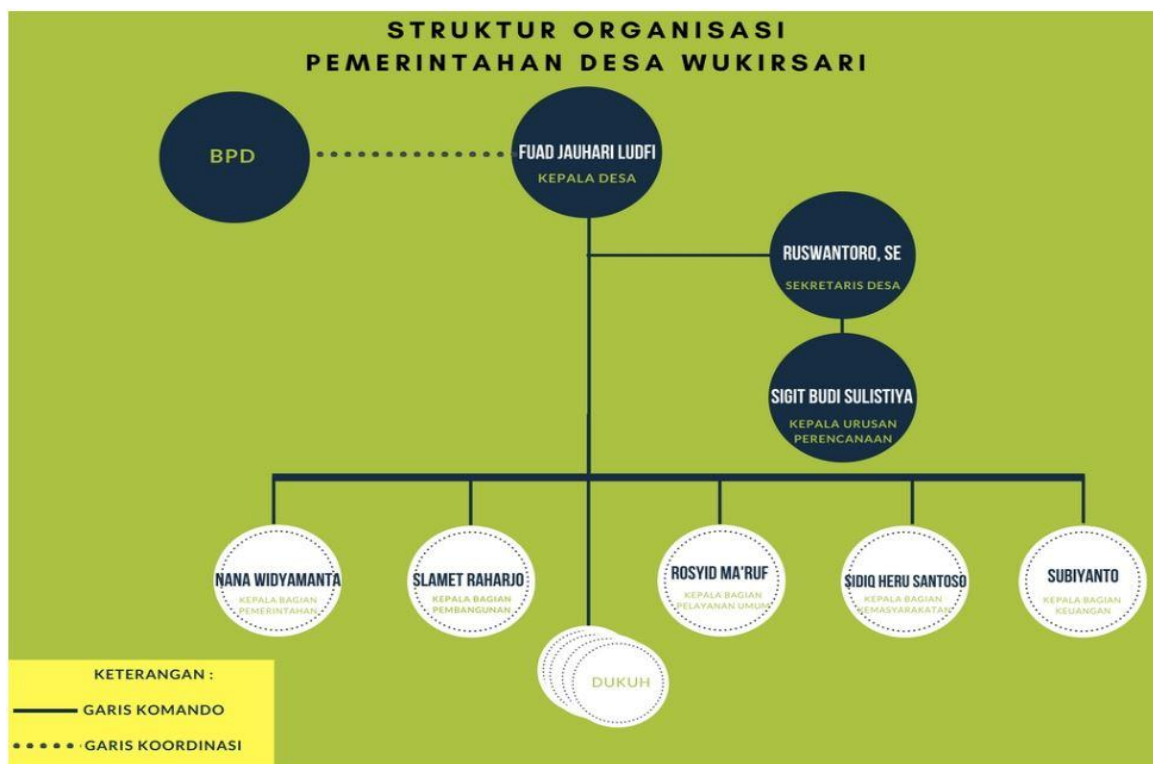 STRUKTUR ORGANISASI
PEMERINTAHAN DESA WUKIRSARI
BPD
FUAD JAUHARI LUDFI
KEPALA DESA
RUSWANTORO, SE
SEKRETARIS DESA
SIGIT BUDI SULISTIYA
KEPALA URUSAN
PERENCANAAN
NANA WIDYAMANTA
KEPALA BAGIAN
PEMERINTAHAN
SLAMET RAHARJO
KEPALA BAGIAN
PEMBANGUNAN
ROSYID MA'RUF
KEPALA BAGIAN
PELAYANAN UMUM
SIDIQ HERU SANTOSO
KEPALA BAGIAN
KEMASYARAKATAN
SUBIYANTO
KEPALA BAGIAN
KEUANGAN
DUKUH
KETERANGAN :
GARIS KOMANDO
GARIS KOORDINASI